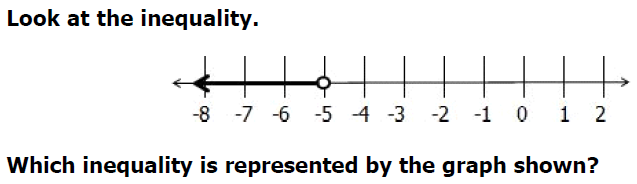 Look at the inequality.
-8 -7 -6 -5 -4 -3 -2 -1 0 1 2
Which inequality is represented by the graph shown?